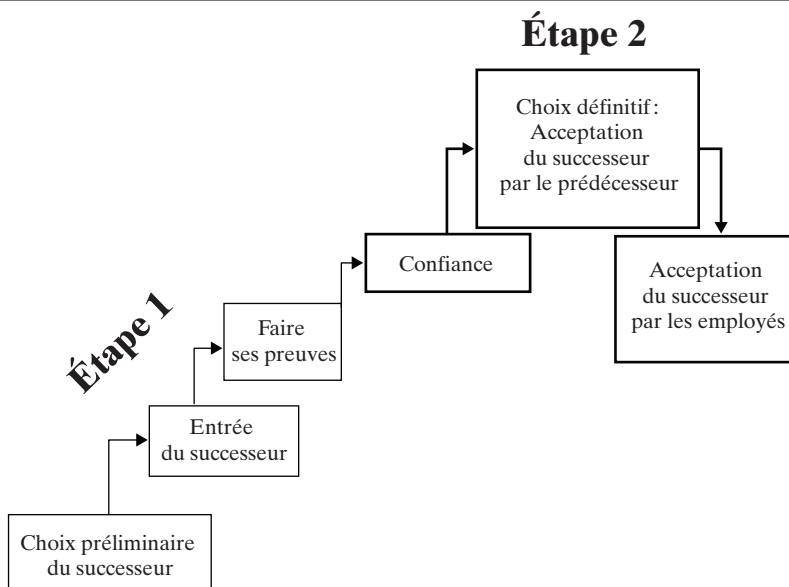 Étape 2
Choix définitif :
Acceptation
du successeur
par le prédécesseur
Confiance
Acceptation
du successeur
par les employés
Étape 1
Faire
ses preuves
Entrée
du successeur
Choix préliminaire
du successeur